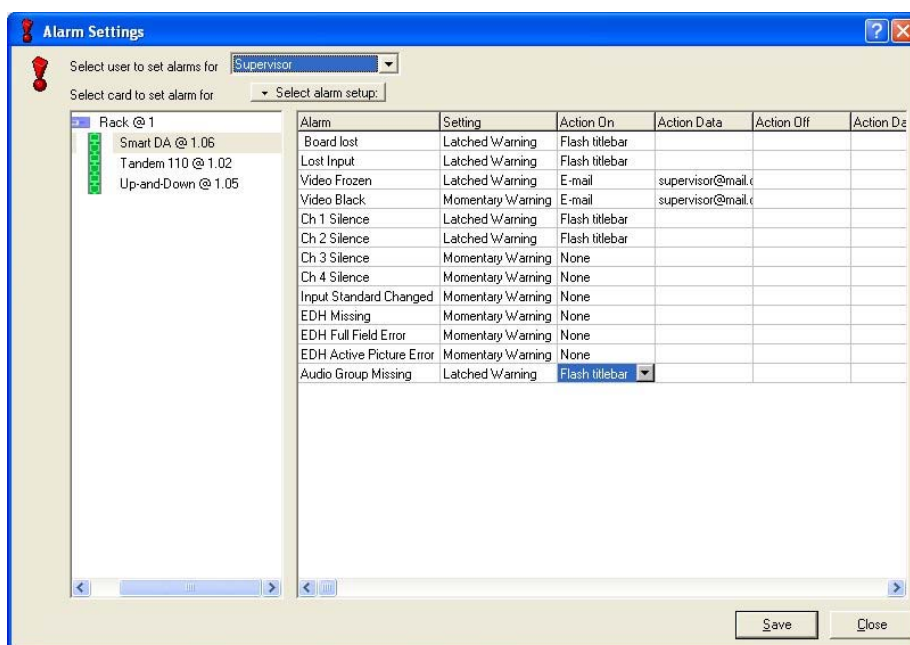 Alarm Settings
Select user to set alarms for Supervisor
Select card to set alarm for Select alarm setup:
Rack @ 1
Smart DA @ 1.06
Tandem 110 @ 1.02
Up-and-Down @ 1.05
Alarm Setting Action On Action Data Action Off Action Da
Board lost Latched Warning Flash titlebar
Lost Input Latched Warning Flash titlebar
Video Frozen Latched Warning E-mail supervisor@mail.c
Video Black Momentary Warning E-mail supervisor@mail.c
Ch 1 Silence Latched Warning Flash titlebar
Ch 2 Silence Latched Warning Flash titlebar
Ch 3 Silence Momentary Warning None
Ch 4 Silence Momentary Warning None
Input Standard Changed Momentary Warning None
EDH Missing Momentary Warning None
EDH Full Field Error Momentary Warning None
EDH Active Picture Error Momentary Warning None
Audio Group Missing Latched Warning Flash titlebar
Save Close